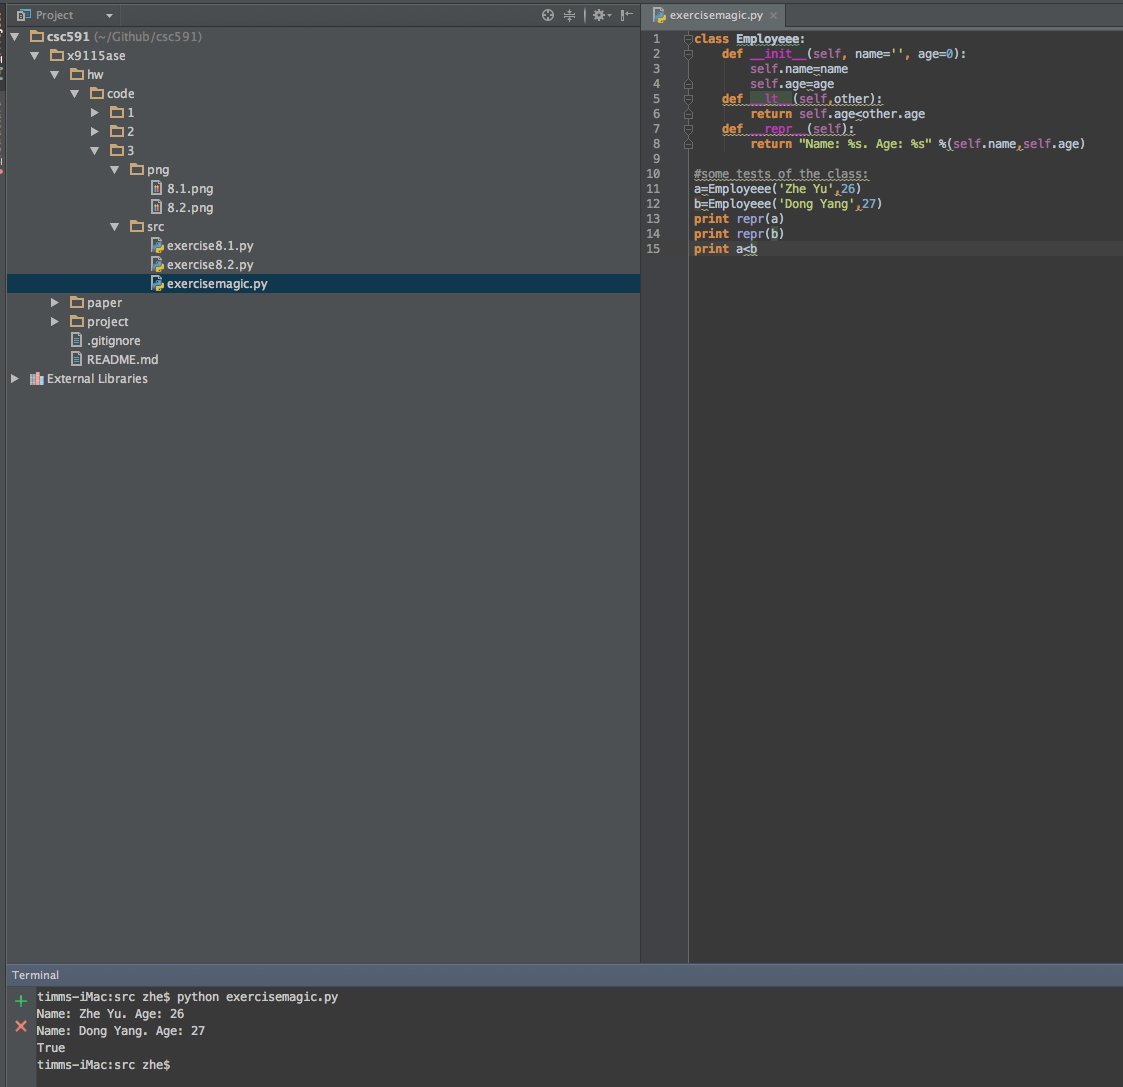 Project
csc591 (~/Github/csc591)
x9115ase
hw
code
1
2
3
png
8.1.png
8.2.png
src
exercise8.1.py
exercise8.2.py
exercisemagic.py
paper
project
.gitignore
README.md
External Libraries
exercisemagic.py
1 class Employeee:
2     def __init__(self, name='', age=0):
3         self.name=name
4         self.age=age
5     def __lt__(self,other):
6         return self.age<other.age
7     def __repr__(self):
8         return "Name: %s. Age: %s" %(self.name,self.age)
9
10 #some tests of the class:
11 a=Employeee('Zhe Yu',26)
12 b=Employeee('Dong Yang',27)
13 print repr(a)
14 print repr(b)
15 print a<b
Terminal
timms-iMac:src zhe$ python exercisemagic.py
Name: Zhe Yu. Age: 26
Name: Dong Yang. Age: 27
True
timms-iMac:src zhe$